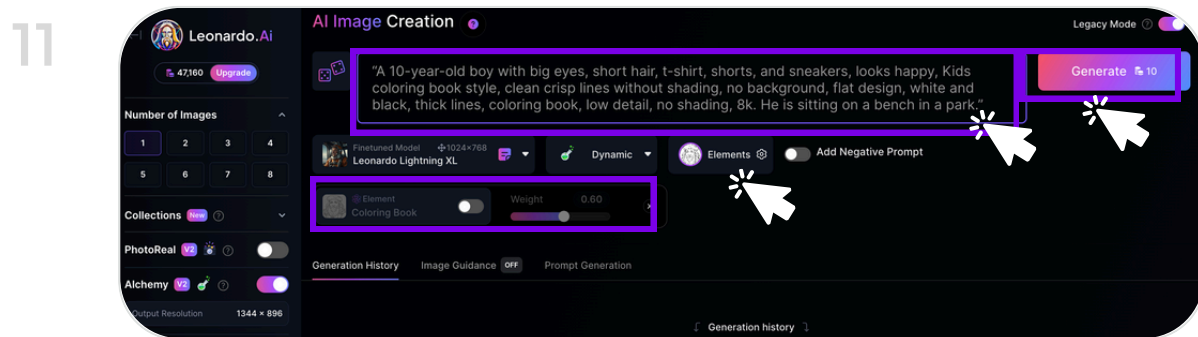 11
Leonardo.Ai
47,160 Upgrade
Number of Images
1 2 3 4
5 6 7 8
Collections New ?
PhotoReal V2 ?
Alchemy V2 ?
Output Resolution 1344 × 896
AI Image Creation ?
Legacy Mode ?
“A 10-year-old boy with big eyes, short hair, t-shirt, shorts, and sneakers, looks happy, Kids
coloring book style, clean crisp lines without shading, no background, flat design, white and
black, thick lines, coloring book, low detail, no shading, 8k. He is sitting on a bench in a park.”
Generate 10
Finetuned Model 1024×768
Leonardo Lightning XL
Dynamic
Elements
Add Negative Prompt
Element
Coloring Book
Weight 0.60
Generation History Image Guidance OFF Prompt Generation
Generation history